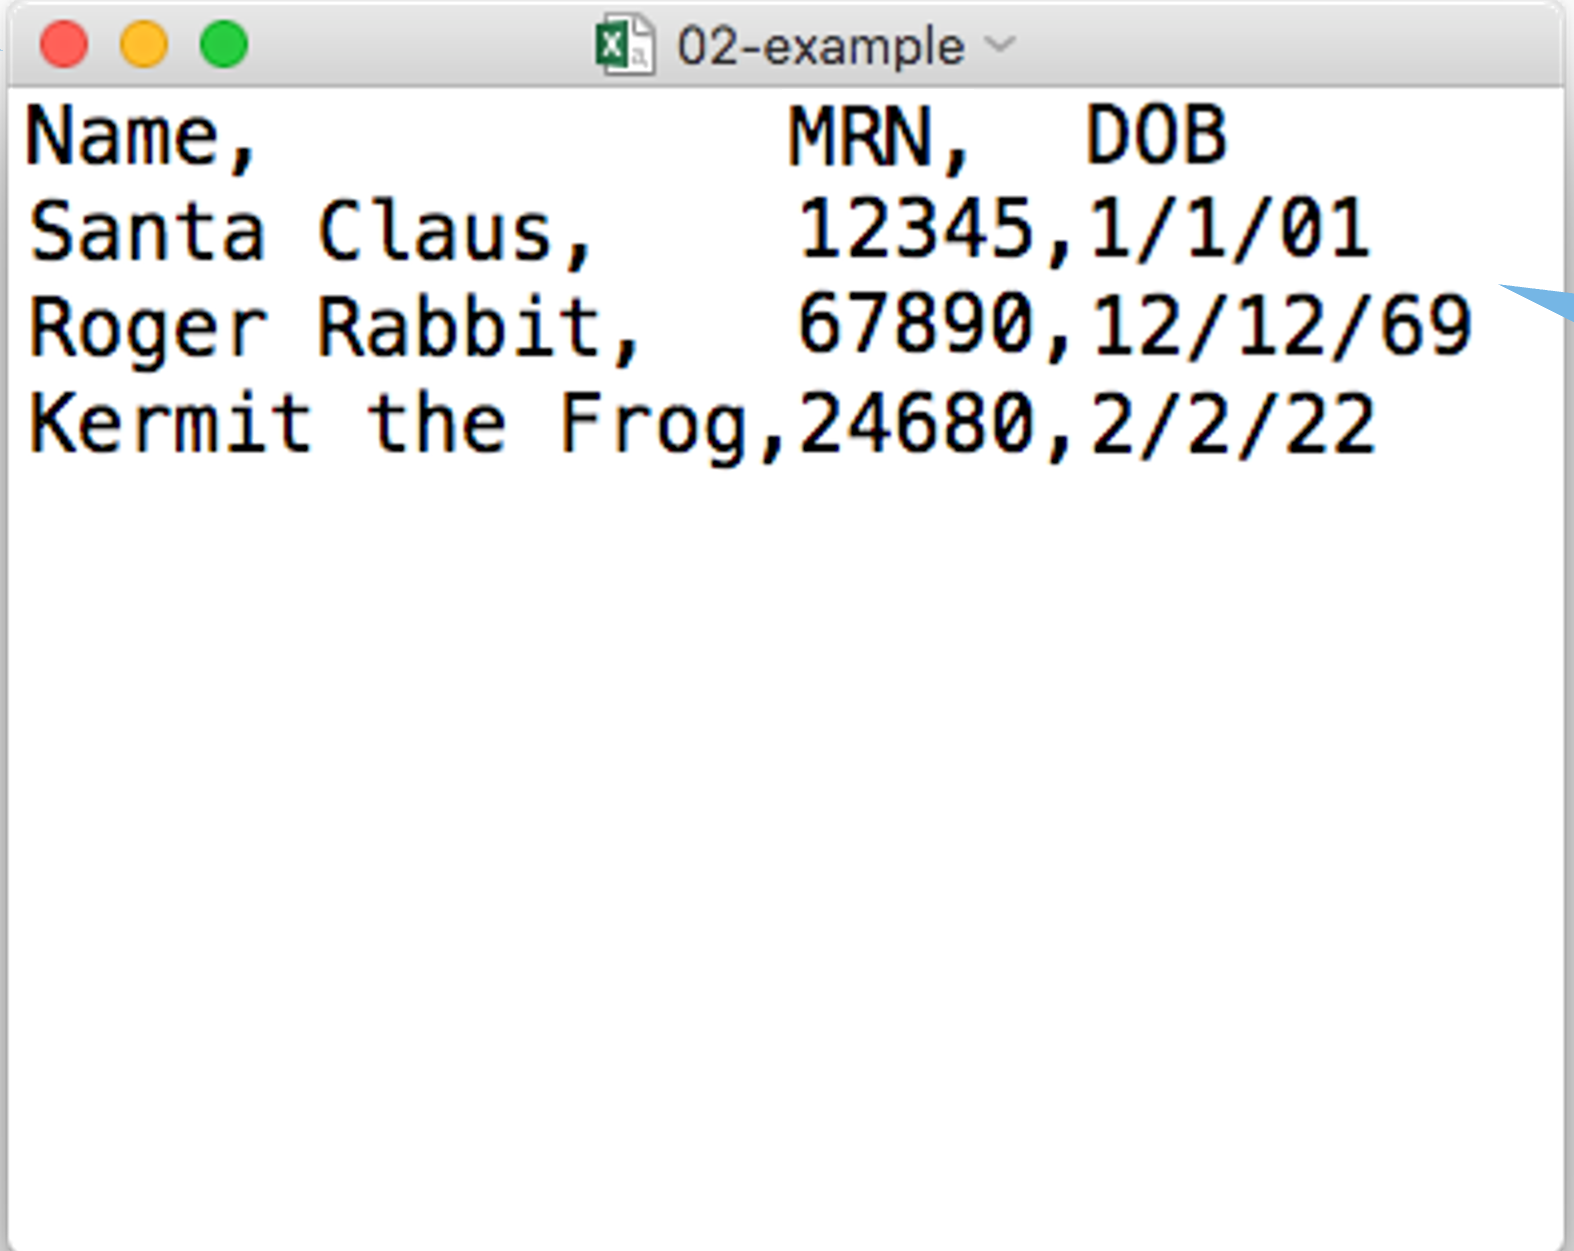 02-example
Name,                MRN,  DOB
Santa Claus,    12345,1/1/01
Roger Rabbit,   67890,12/12/69
Kermit the Frog,24680,2/2/22